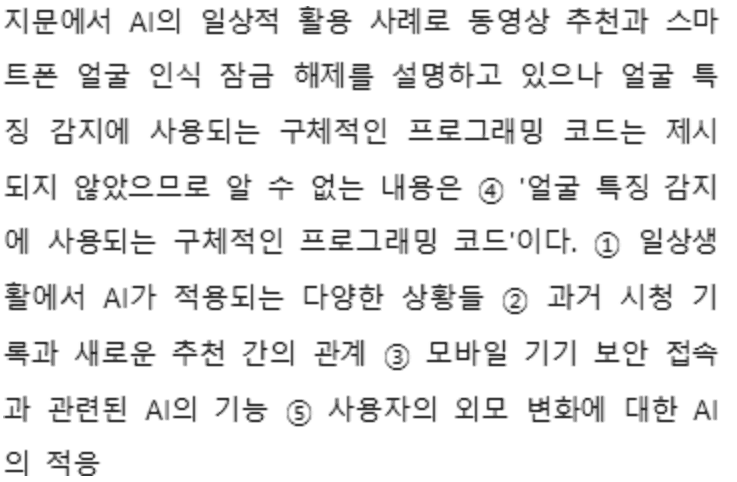 지문에서 AI의 일상적 활용 사례로 동영상 추천과 스마
트폰 얼굴 인식 잠금 해제를 설명하고 있으나 얼굴 특
징 감지에 사용되는 구체적인 프로그래밍 코드는 제시
되지 않았으므로 알 수 없는 내용은 ④ '얼굴 특징 감지
에 사용되는 구체적인 프로그래밍 코드'이다. ① 일상생
활에서 AI가 적용되는 다양한 상황들 ② 과거 시청 기
록과 새로운 추천 간의 관계 ③ 모바일 기기 보안 접속
과 관련된 AI의 기능 ⑤ 사용자의 외모 변화에 대한 AI
의 적응